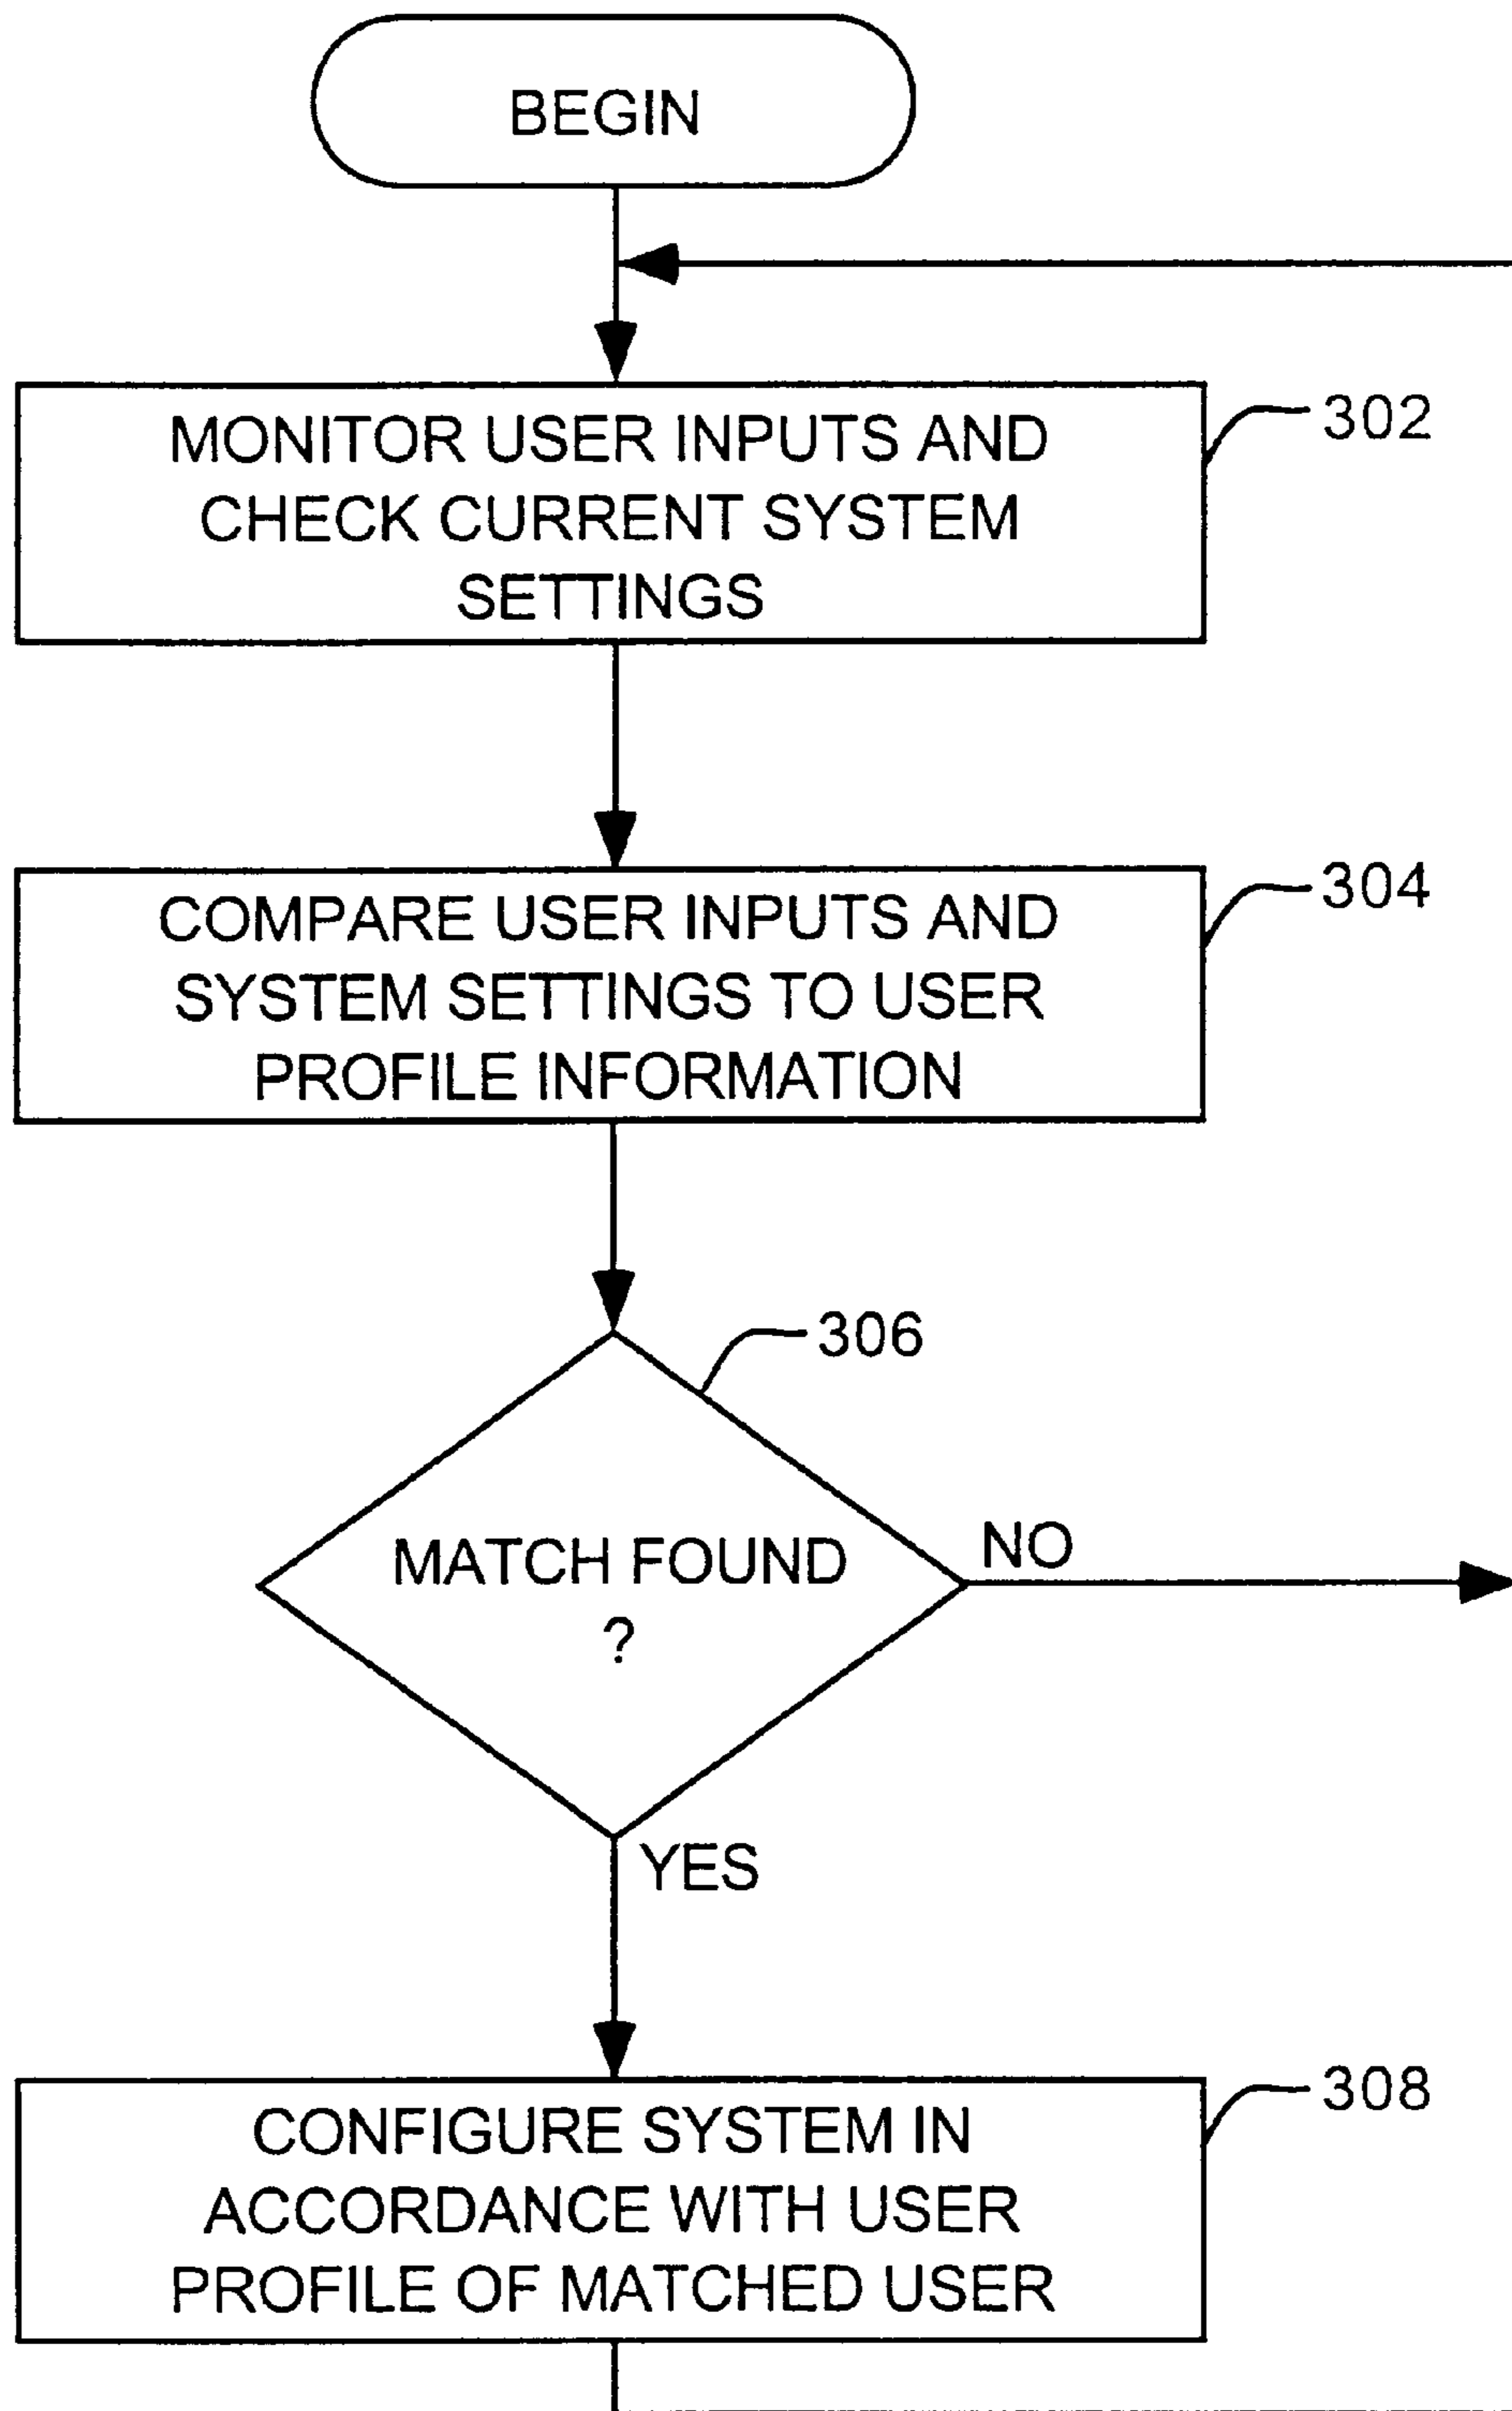 BEGIN
MONITOR USER INPUTS AND
CHECK CURRENT SYSTEM
SETTINGS
302
COMPARE USER INPUTS AND
SYSTEM SETTINGS TO USER
PROFILE INFORMATION
304
306
MATCH FOUND
?
NO
YES
CONFIGURE SYSTEM IN
ACCORDANCE WITH USER
PROFILE OF MATCHED USER
308